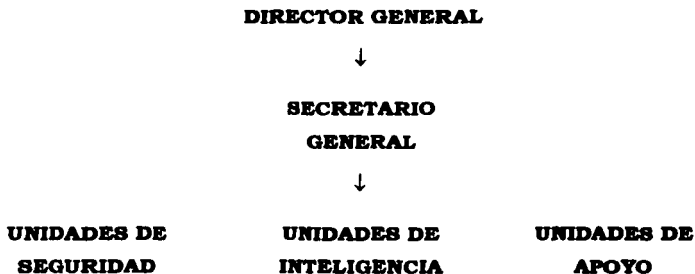 DIRECTOR GENERAL
↓
SECRETARIO
GENERAL
↓
UNIDADES DE UNIDADES DE UNIDADES DE
SEGURIDAD INTELIGENCIA APOYO